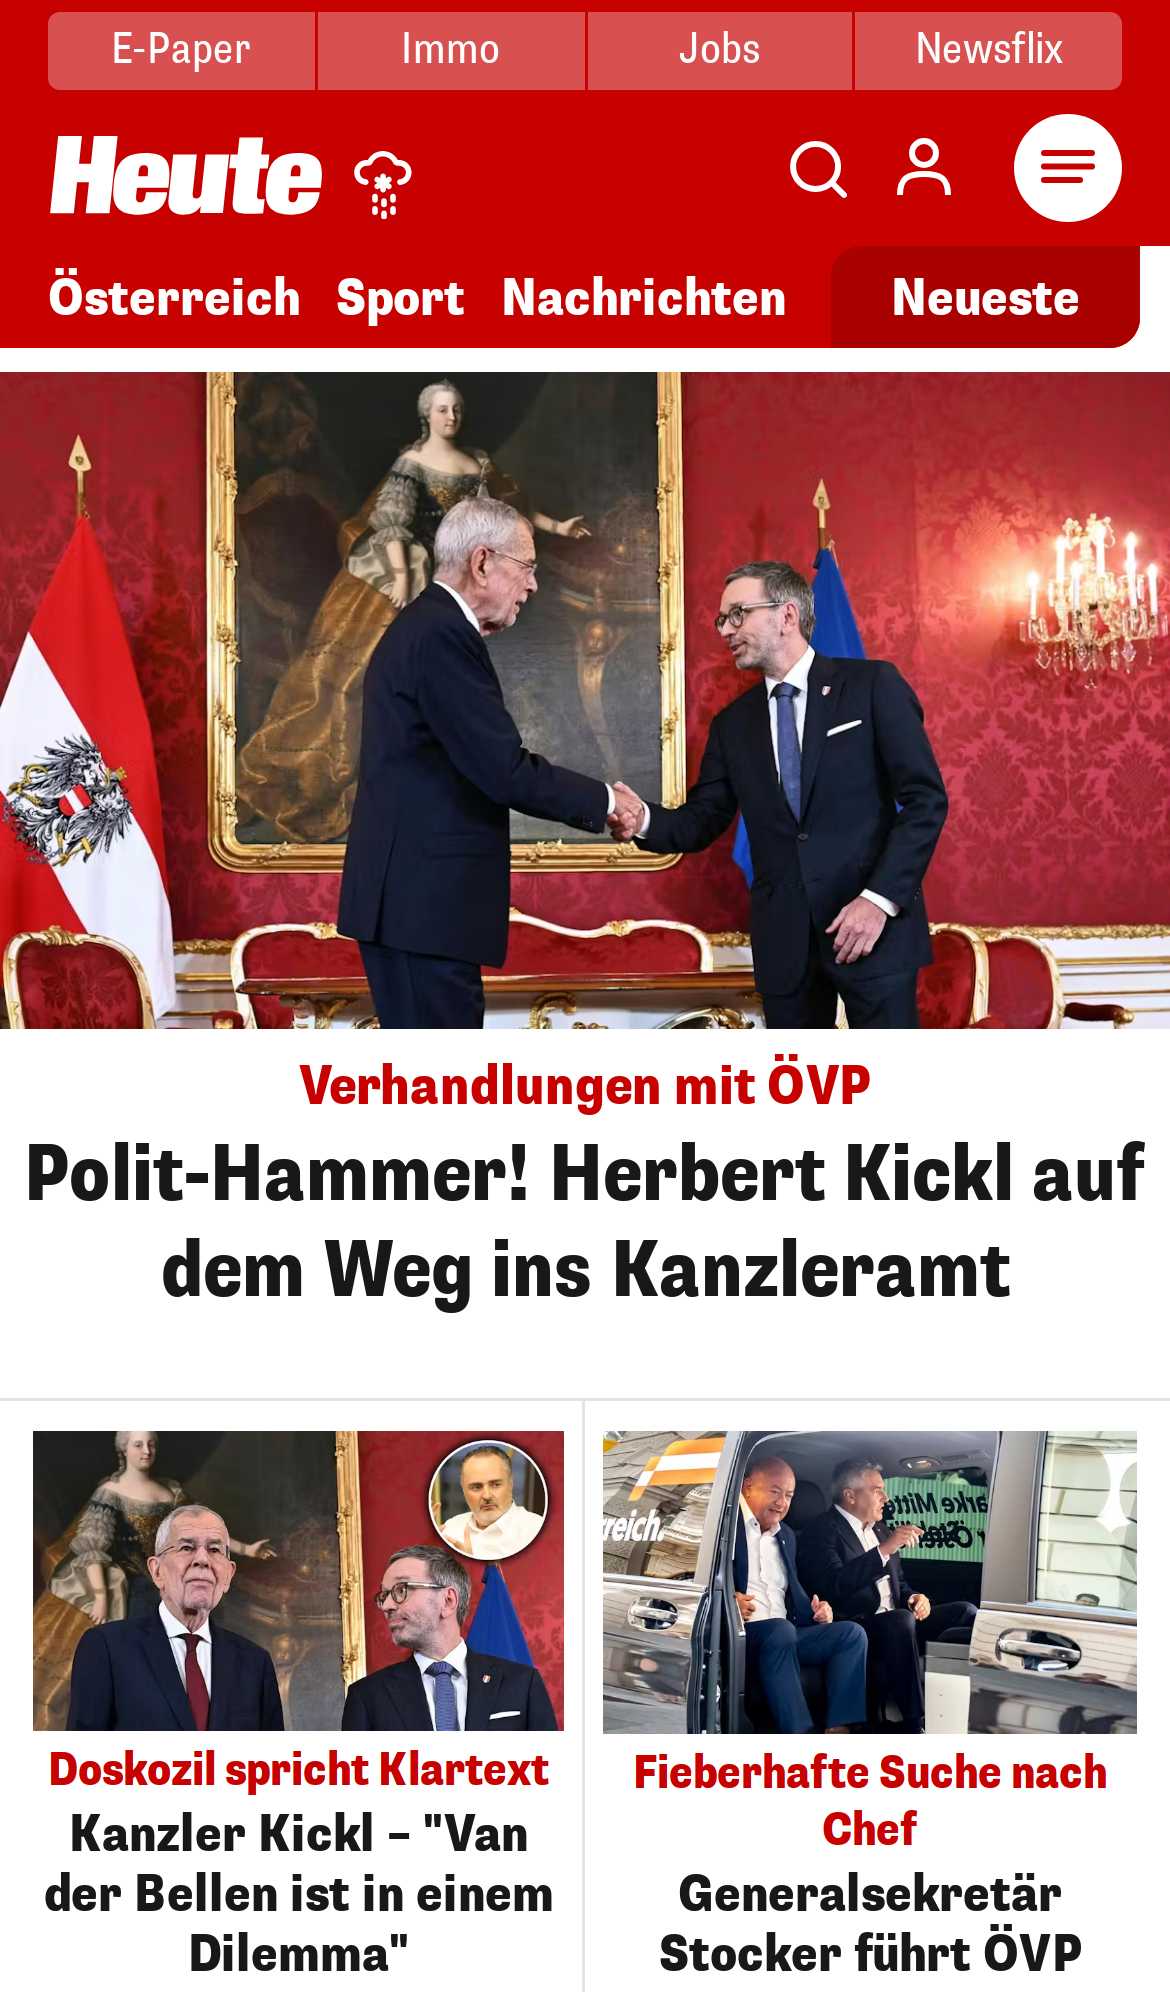 E-Paper Immo Jobs Newsflix
Heute
Österreich Sport Nachrichten Neueste
Verhandlungen mit ÖVP
Polit-Hammer! Herbert Kickl auf
dem Weg ins Kanzleramt
reich.
Doskozil spricht Klartext
Kanzler Kickl – "Van
der Bellen ist in einem
Dilemma"
Fieberhafte Suche nach
Chef
Generalsekretär
Stocker führt ÖVP